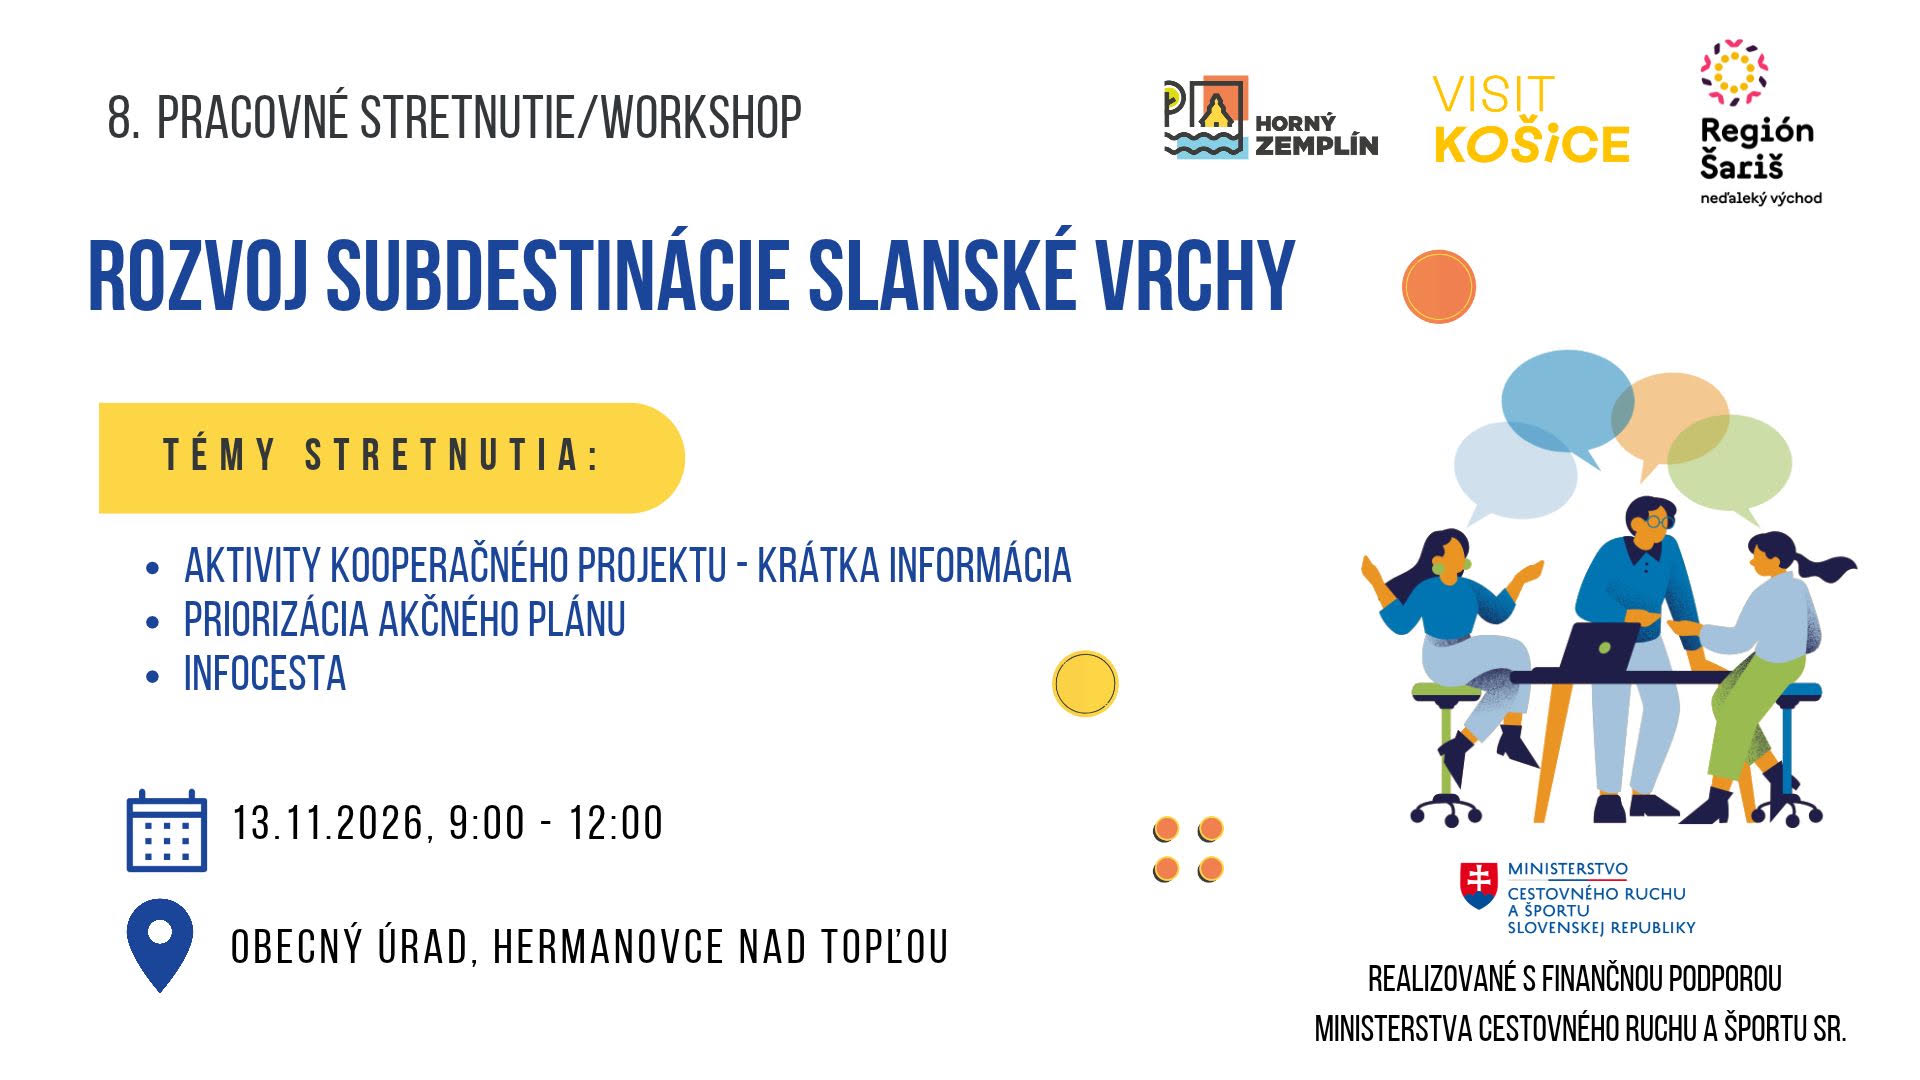 8. PRACOVNÉ STRETNUTIE/WORKSHOP
HORNÝ
ZEMPLÍN
VISIT
KOŠiCE
Región
Šariš
neďaleký východ
ROZVOJ SUBDESTINÁCIE SLANSKÉ VRCHY
TÉMY STRETNUTIA:
• AKTIVITY KOOPERAČNÉHO PROJEKTU - KRÁTKA INFORMÁCIA
• PRIORIZÁCIA AKČNÉHO PLÁNU
• INFOCESTA
13.11.2026, 9:00 - 12:00
OBECNÝ ÚRAD, HERMANOVCE NAD TOPĽOU
MINISTERSTVO
CESTOVNÉHO RUCHU
A ŠPORTU
SLOVENSKEJ REPUBLIKY
REALIZOVANÉ S FINANČNOU PODPOROU
MINISTERSTVA CESTOVNÉHO RUCHU A ŠPORTU SR.